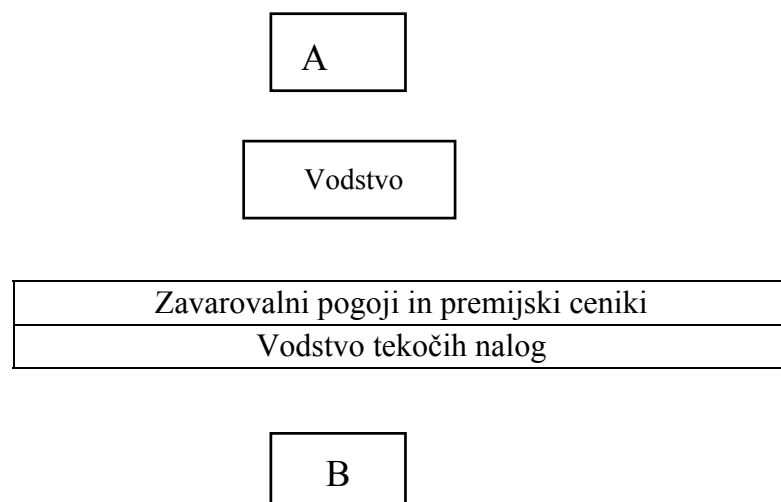 A
Vodstvo
Zavarovalni pogoji in premijski ceniki
Vodstvo tekočih nalog
B